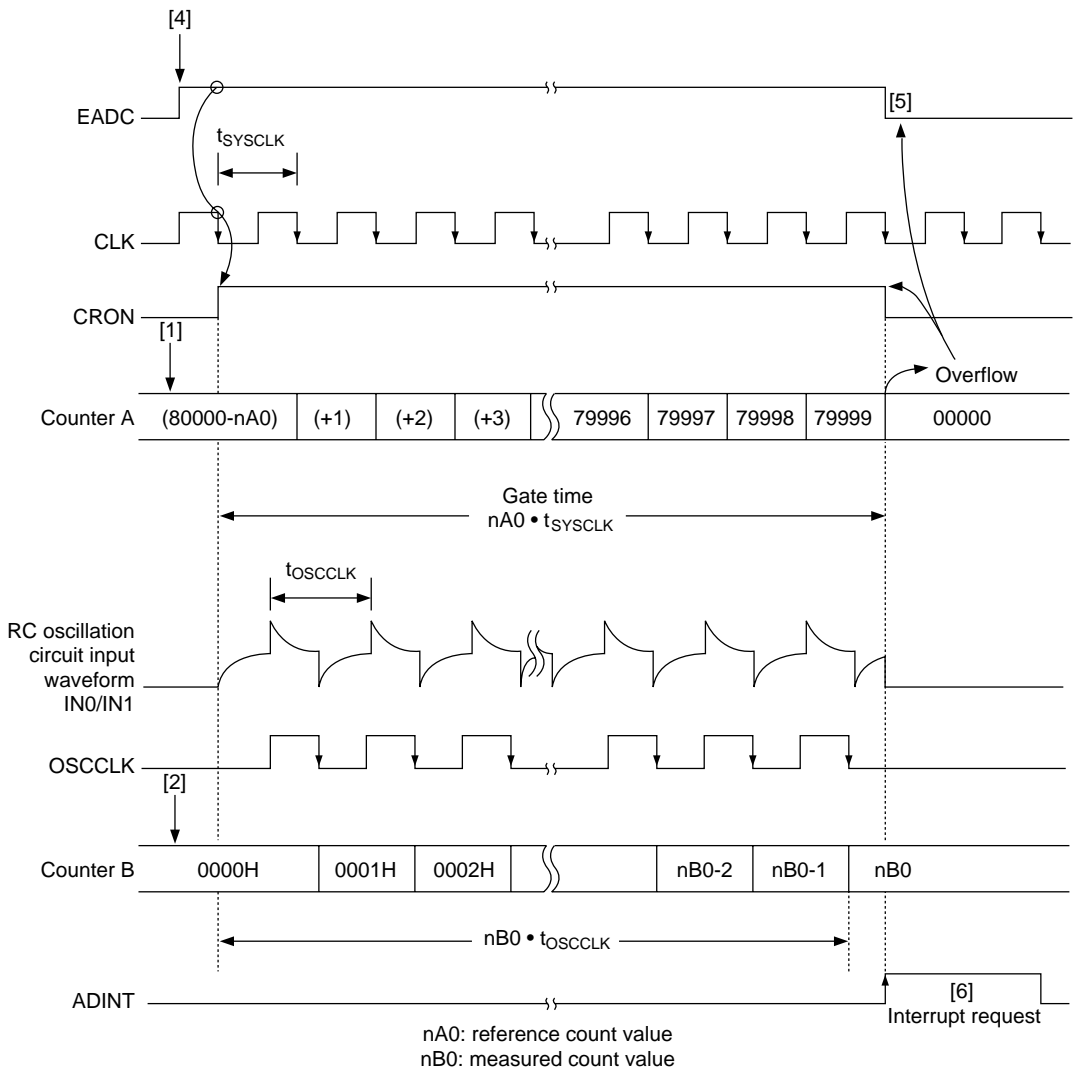 [4]
EADC
[5]
tSYSCLK
CLK
CRON
[1]
Overflow
Counter A (80000-nA0) (+1) (+2) (+3) 79996 79997 79998 79999 00000
Gate time
nA0 • tSYSCLK
tOSCCLK
RC oscillation
circuit input
waveform
IN0/IN1
OSCCLK
[2]
Counter B 0000H 0001H 0002H nB0-2 nB0-1 nB0
nB0 • tOSCCLK
ADINT
[6]
Interrupt request
nA0: reference count value
nB0: measured count value